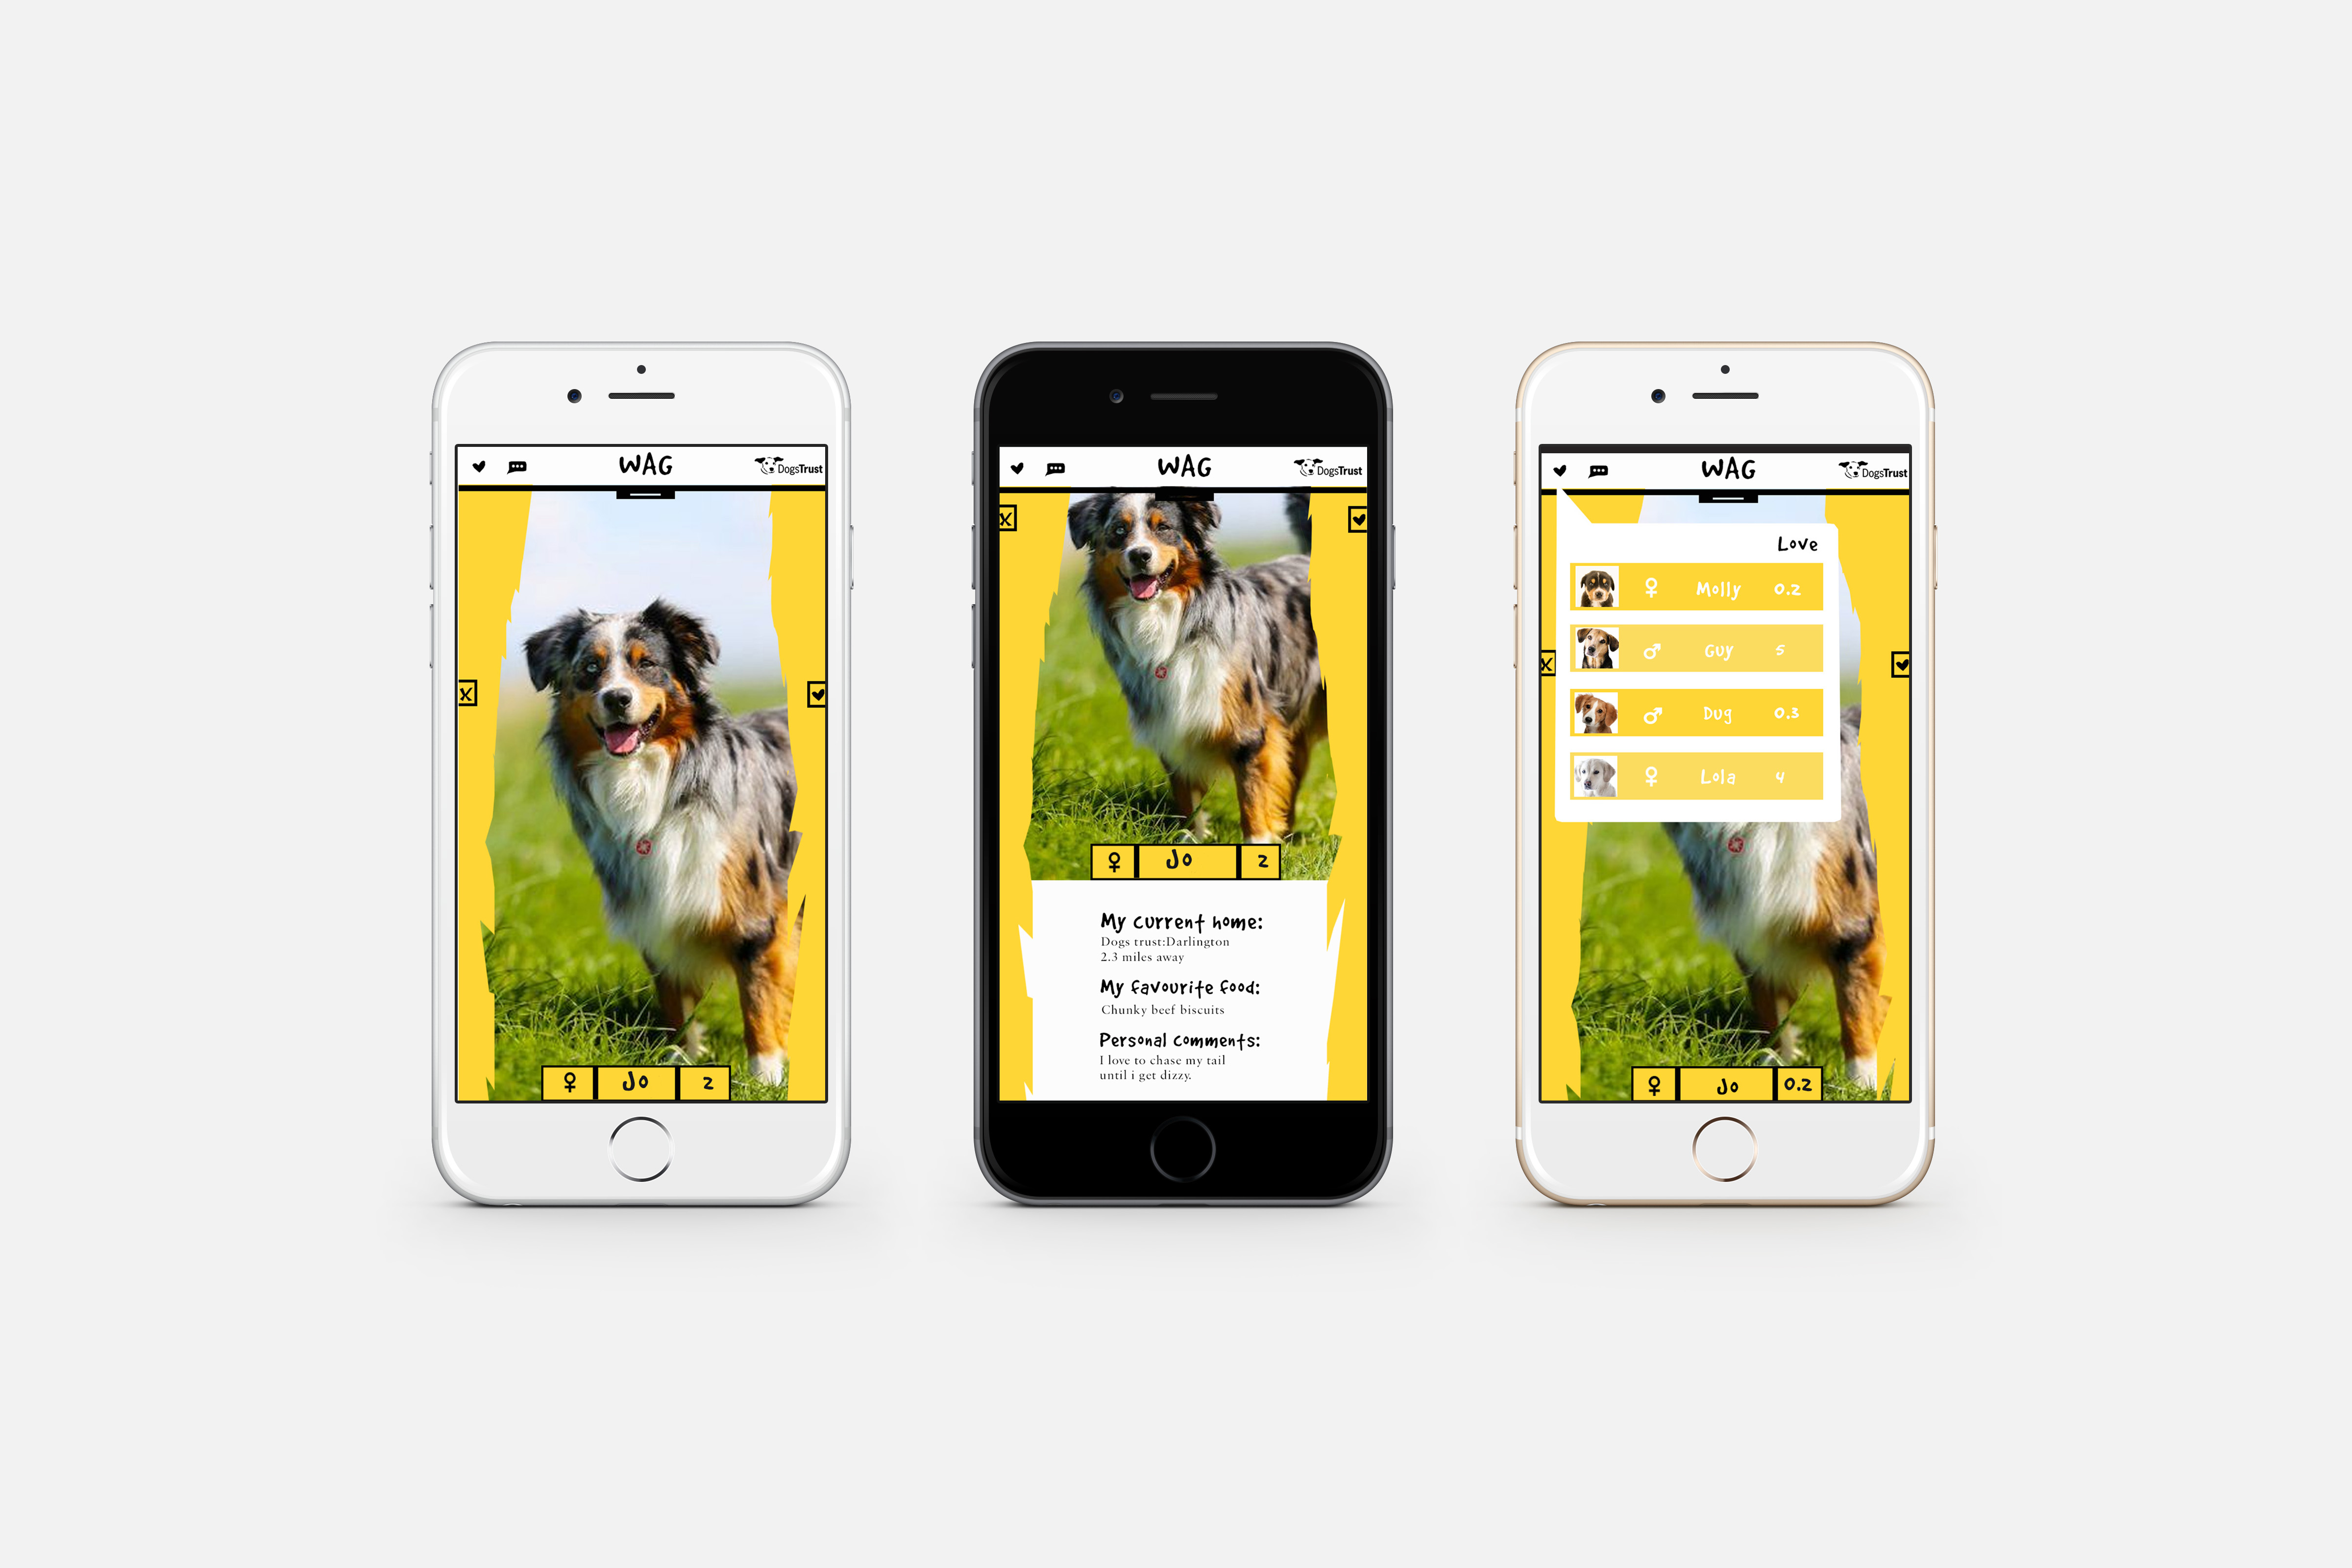 WAG
DogsTrust
X
♀ Jo 2
WAG
DogsTrust
X
♀ Jo 2
My current home:
Dogs trust:Darlington
2.3 miles away
My favourite food:
Chunky beef biscuits
Personal comments:
I love to chase my tail
until i get dizzy.
WAG
DogsTrust
Love
♀ Molly 0.2
♂ Guy 5
X
♂ Dug 0.3
♀ Lola 4
♀ Jo 0.2